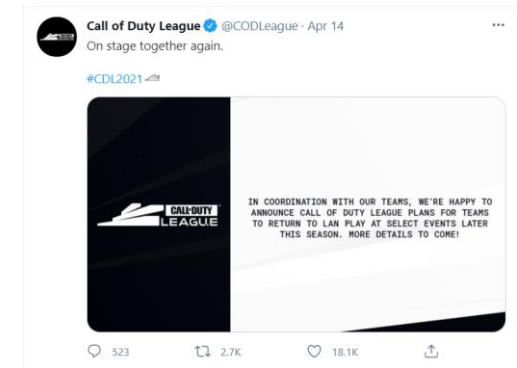 Call of Duty League @CODLeague · Apr 14
On stage together again.
#CDL2021
CALL OF DUTY
LEAGUE
IN COORDINATION WITH OUR TEAMS, WE'RE HAPPY TO
ANNOUNCE CALL OF DUTY LEAGUE PLANS FOR TEAMS
TO RETURN TO LAN PLAY AT SELECT EVENTS LATER
THIS SEASON. MORE DETAILS TO COME!
523 2.7K 18.1K